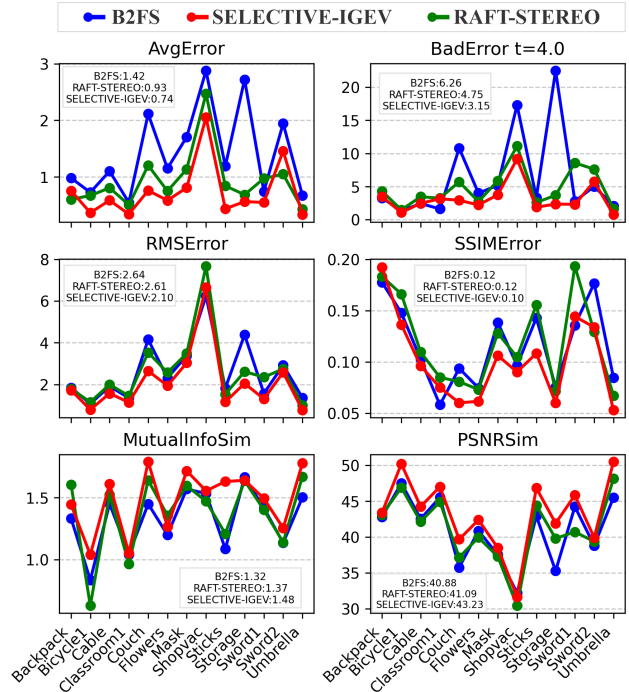 B2FS SELECTIVE-IGEV RAFT-STEREO
AvgError
3
2
1
B2FS:1.42
RAFT-STEREO:0.93
SELECTIVE-IGEV:0.74
BadError t=4.0
20
15
10
5
0
B2FS:6.26
RAFT-STEREO:4.75
SELECTIVE-IGEV:3.15
RMSError
8
6
4
2
B2FS:2.64
RAFT-STEREO:2.61
SELECTIVE-IGEV:2.10
SSIMError
0.20
0.15
0.10
0.05
B2FS:0.12
RAFT-STEREO:0.12
SELECTIVE-IGEV:0.10
MutualInfoSim
1.5
1.0
B2FS:1.32
RAFT-STEREO:1.37
SELECTIVE-IGEV:1.48
PSNRSim
50
45
40
35
30
B2FS:40.88
RAFT-STEREO:41.09
SELECTIVE-IGEV:43.23
Backpack
Bicycle1
Cable
Classroom1
Couch
Flowers
Mask
Shopvac
Sticks
Storage
Sword1
Sword2
Umbrella
Backpack
Bicycle1
Cable
Classroom1
Couch
Flowers
Mask
Shopvac
Sticks
Storage
Sword1
Sword2
Umbrella